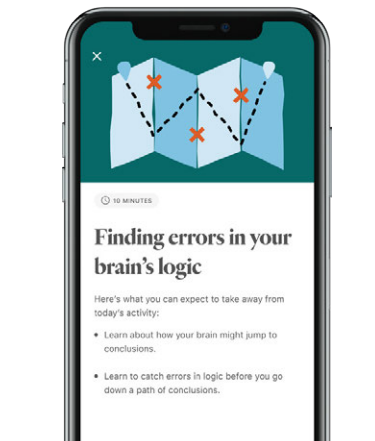 10 MINUTES
Finding errors in your
brain's logic
Here's what you can expect to take away from
today's activity:
• Learn about how your brain might jump to
conclusions.
• Learn to catch errors in logic before you go
down a path of conclusions.